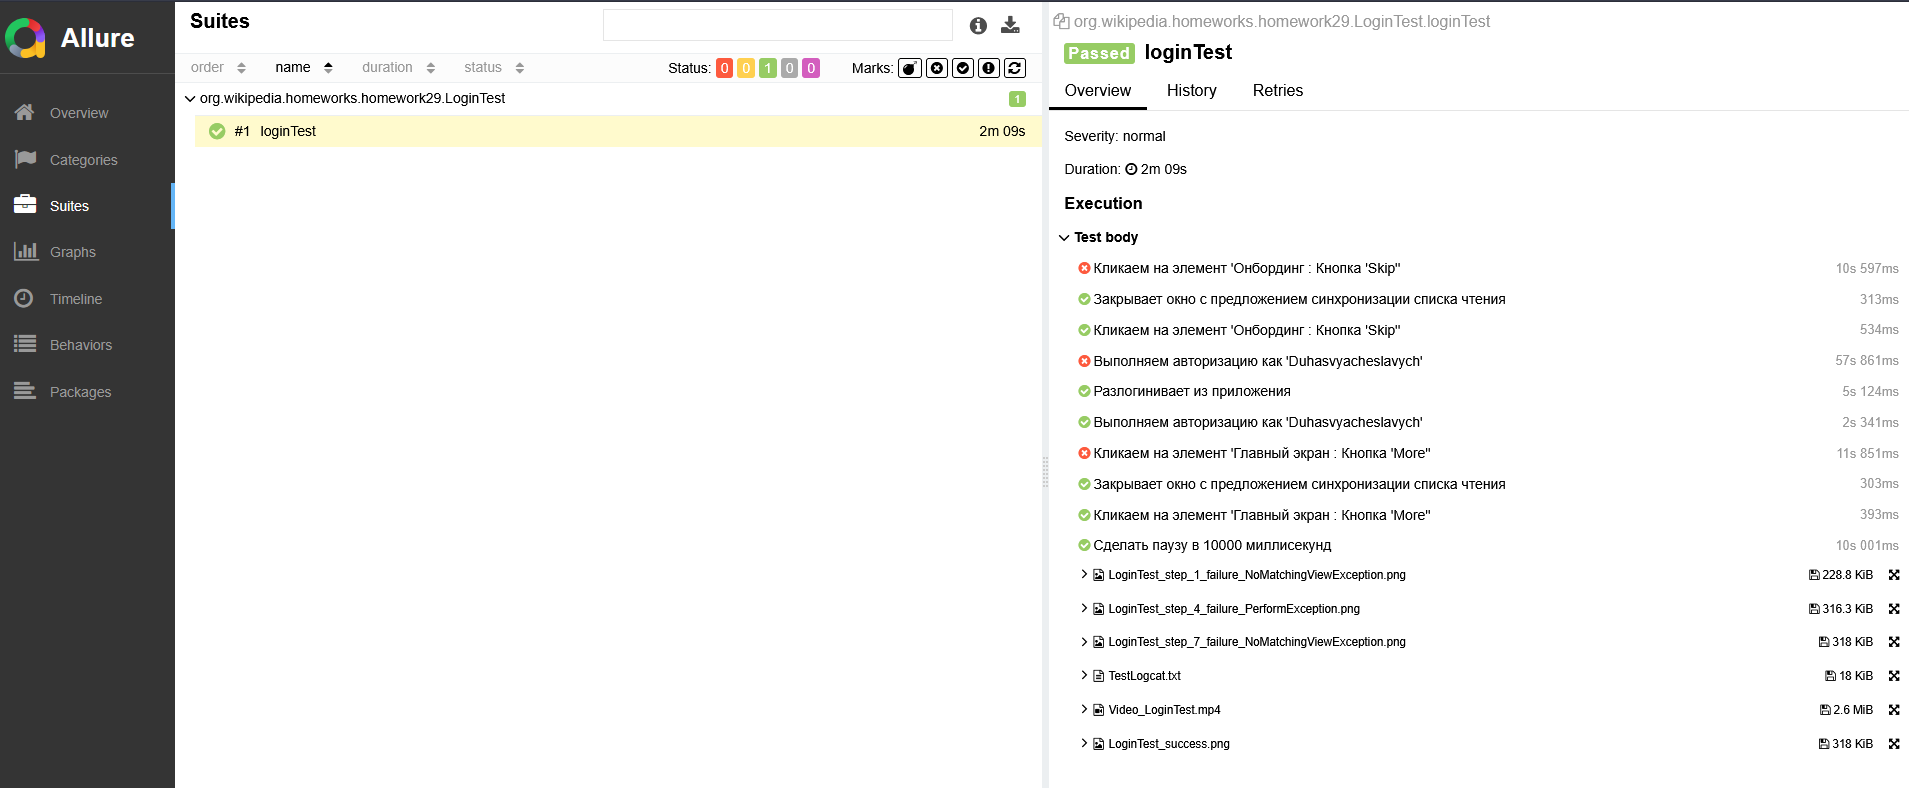 Allure
Overview
Categories
Suites
Graphs
Timeline
Behaviors
Packages
Suites
order name duration status Status: 0 0 1 0 0 Marks:
org.wikipedia.homeworks.homework29.LoginTest 1
#1 loginTest 2m 09s
org.wikipedia.homeworks.homework29.LoginTest.loginTest
Passed loginTest
Overview History Retries
Severity: normal
Duration: 2m 09s
Execution
Test body
Кликаем на элемент 'Онбординг : Кнопка 'Skip'' 10s 597ms
Закрывает окно с предложением синхронизации списка чтения 313ms
Кликаем на элемент 'Онбординг : Кнопка 'Skip'' 534ms
Выполняем авторизацию как 'Duhasvyacheslavych' 57s 861ms
Разлогинивает из приложения 5s 124ms
Выполняем авторизацию как 'Duhasvyacheslavych' 2s 341ms
Кликаем на элемент 'Главный экран : Кнопка 'More'' 11s 851ms
Закрывает окно с предложением синхронизации списка чтения 303ms
Кликаем на элемент 'Главный экран : Кнопка 'More'' 393ms
Сделать паузу в 10000 миллисекунд 10s 001ms
LoginTest_step_1_failure_NoMatchingViewException.png 228.8 KiB
LoginTest_step_4_failure_PerformException.png 316.3 KiB
LoginTest_step_7_failure_NoMatchingViewException.png 318 KiB
TestLogcat.txt 18 KiB
Video_LoginTest.mp4 2.6 MiB
LoginTest_success.png 318 KiB